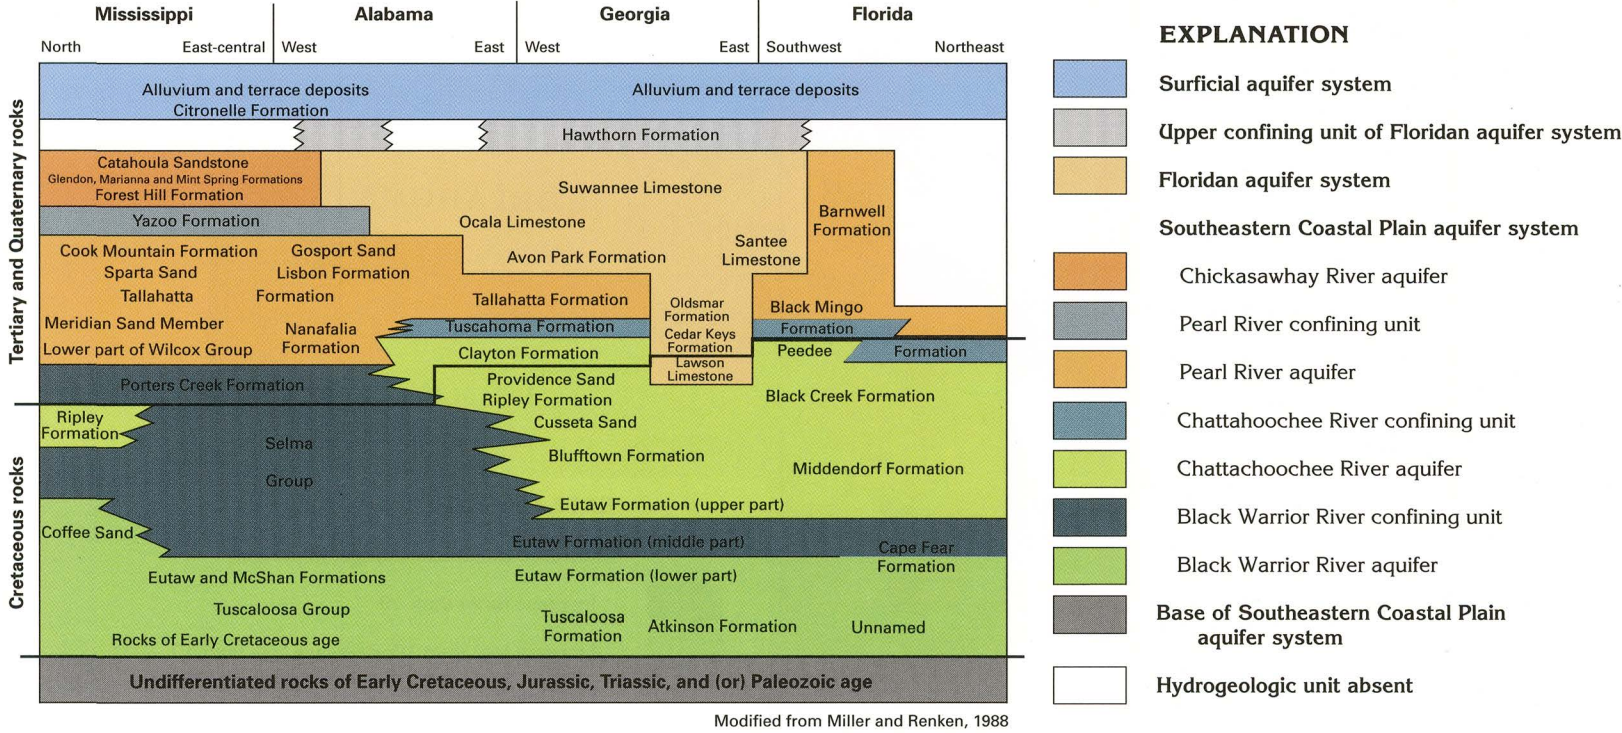 Mississippi
Alabama
Georgia
Florida
North
East-central
West
East
West
East
Southwest
Northeast
Tertiary and Quaternary rocks
Cretaceous rocks
Alluvium and terrace deposits
Citronelle Formation
Alluvium and terrace deposits
Hawthorn Formation
Catahoula Sandstone
Glendon, Marianna and Mint Spring Formations
Forest Hill Formation
Yazoo Formation
Suwannee Limestone
Ocala Limestone
Avon Park Formation
Santee
Limestone
Barnwell
Formation
Cook Mountain Formation
Sparta Sand
Tallahatta Formation
Meridian Sand Member
Lower part of Wilcox Group
Gosport Sand
Lisbon Formation
Nanafalia
Formation
Tallahatta Formation
Tuscahoma Formation
Oldsmar
Formation
Cedar Keys
Formation
Lawson
Limestone
Black Mingo
Formation
Peedee Formation
Clayton Formation
Porters Creek Formation
Providence Sand
Ripley Formation
Black Creek Formation
Ripley
Formation
Selma
Group
Cusseta Sand
Blufftown Formation
Middendorf Formation
Eutaw Formation (upper part)
Coffee Sand
Eutaw Formation (middle part)
Cape Fear
Formation
Eutaw and McShan Formations
Eutaw Formation (lower part)
Tuscaloosa Group
Tuscaloosa
Formation
Atkinson Formation
Unnamed
Rocks of Early Cretaceous age
Undifferentiated rocks of Early Cretaceous, Jurassic, Triassic, and (or) Paleozoic age
Modified from Miller and Renken, 1988
EXPLANATION
Surficial aquifer system
Upper confining unit of Floridan aquifer system
Floridan aquifer system
Southeastern Coastal Plain aquifer system
Chickasawhay River aquifer
Pearl River confining unit
Pearl River aquifer
Chattahoochee River confining unit
Chattachoochee River aquifer
Black Warrior River confining unit
Black Warrior River aquifer
Base of Southeastern Coastal Plain
aquifer system
Hydrogeologic unit absent